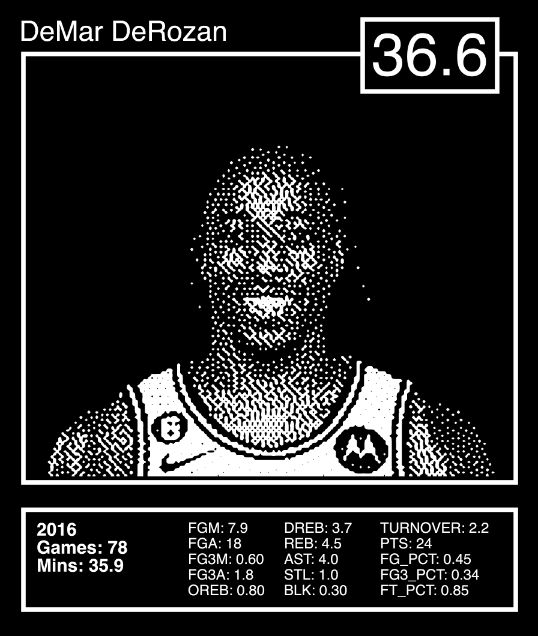 DeMar DeRozan
36.6
2016
Games: 78
Mins: 35.9
FGM: 7.9
FGA: 18
FG3M: 0.60
FG3A: 1.8
OREB: 0.80
DREB: 3.7
REB: 4.5
AST: 4.0
STL: 1.0
BLK: 0.30
TURNOVER: 2.2
PTS: 24
FG_PCT: 0.45
FG3_PCT: 0.34
FT_PCT: 0.85